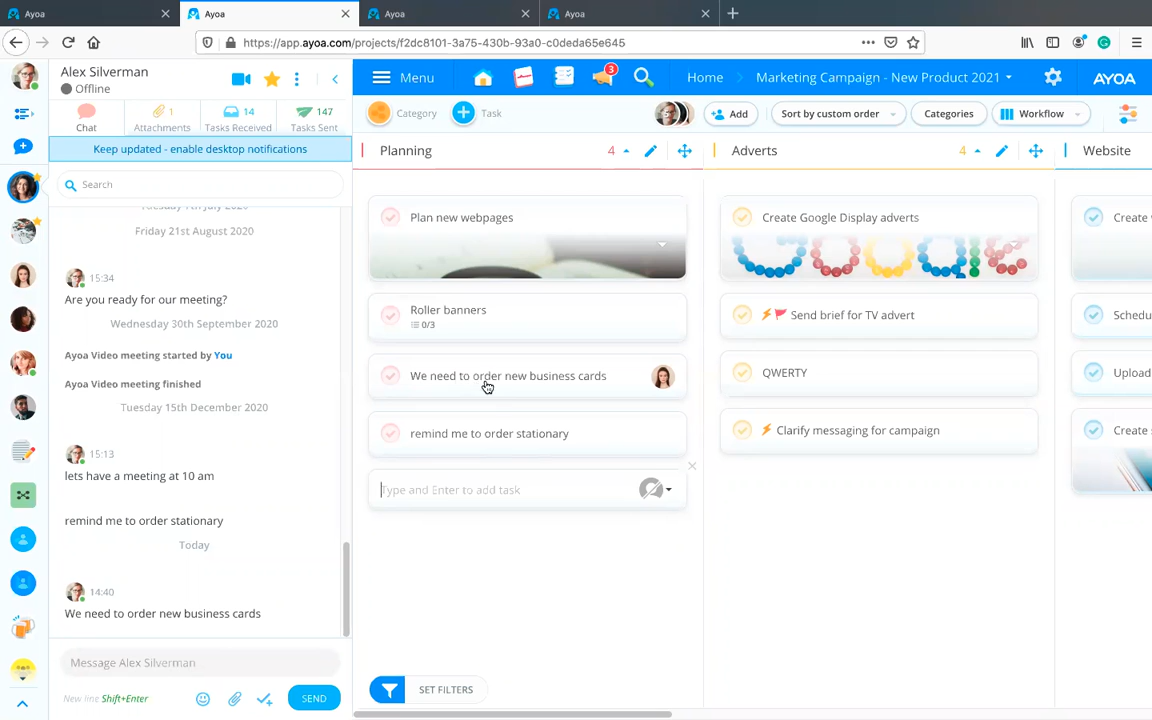 Ayoa
Ayoa
Ayoa
Ayoa
https://app.ayoa.com/projects/f2dc8101-3a75-430b-93a0-c0deda65e645
Alex Silverman
Offline
Chat
1
Attachments
14
Tasks Received
147
Tasks Sent
Keep updated - enable desktop notifications
Search
Tuesday 7th July 2020
Friday 21st August 2020
15:34
Are you ready for our meeting?
Wednesday 30th September 2020
Ayoa Video meeting started by You
Ayoa Video meeting finished
Tuesday 15th December 2020
15:13
lets have a meeting at 10 am
remind me to order stationary
Today
14:40
We need to order new business cards
Message Alex Silverman
New line Shift+Enter
SEND
Menu
3
Home
Marketing Campaign - New Product 2021
AYOA
Category
Task
Add
Sort by custom order
Categories
Workflow
Planning
4
Plan new webpages
Roller banners
0/3
We need to order new business cards
remind me to order stationary
Type and Enter to add task
SET FILTERS
Adverts
4
Create Google Display adverts
Send brief for TV advert
QWERTY
Clarify messaging for campaign
Website
Create
Schedu
Upload
Create